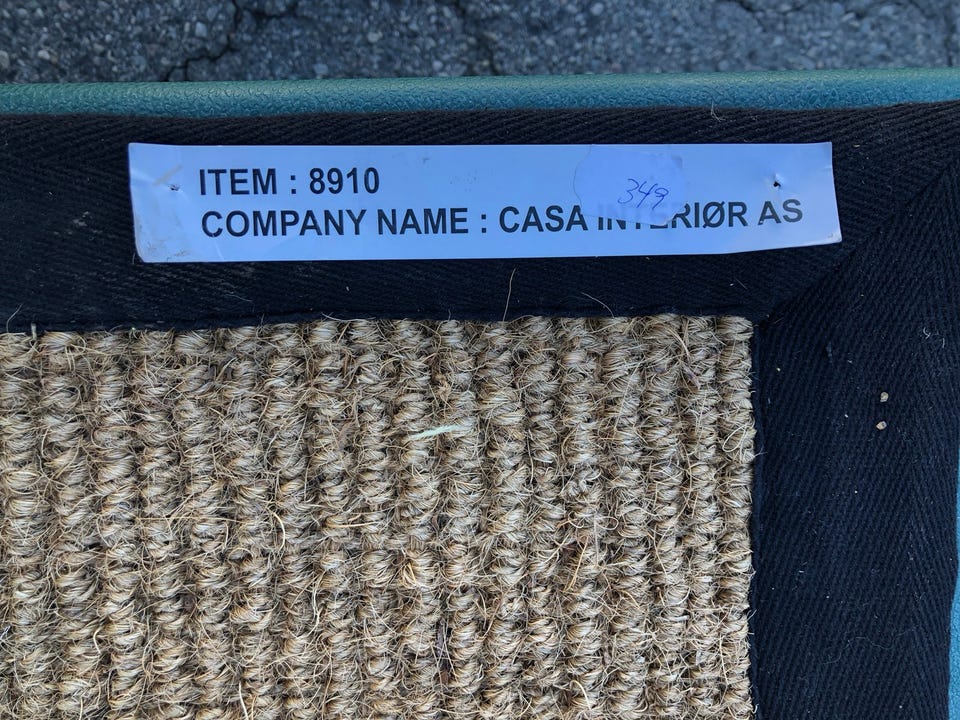 ITEM : 8910
349
COMPANY NAME : CASA INTERIØR AS